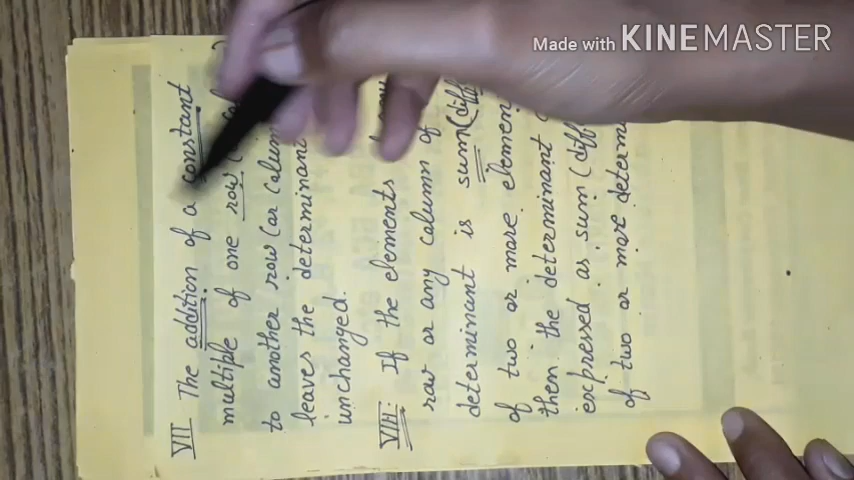 Made with KINEMASTER
VII The addition of a constant
multiple of one row (
to another row (or colum
leaves the determinant
unchanged.
VIII: If the elements
row or any column of
determinant is sum (diff
of two or more elemen
then the determinant
expressed as sum (diff
of two or more determ